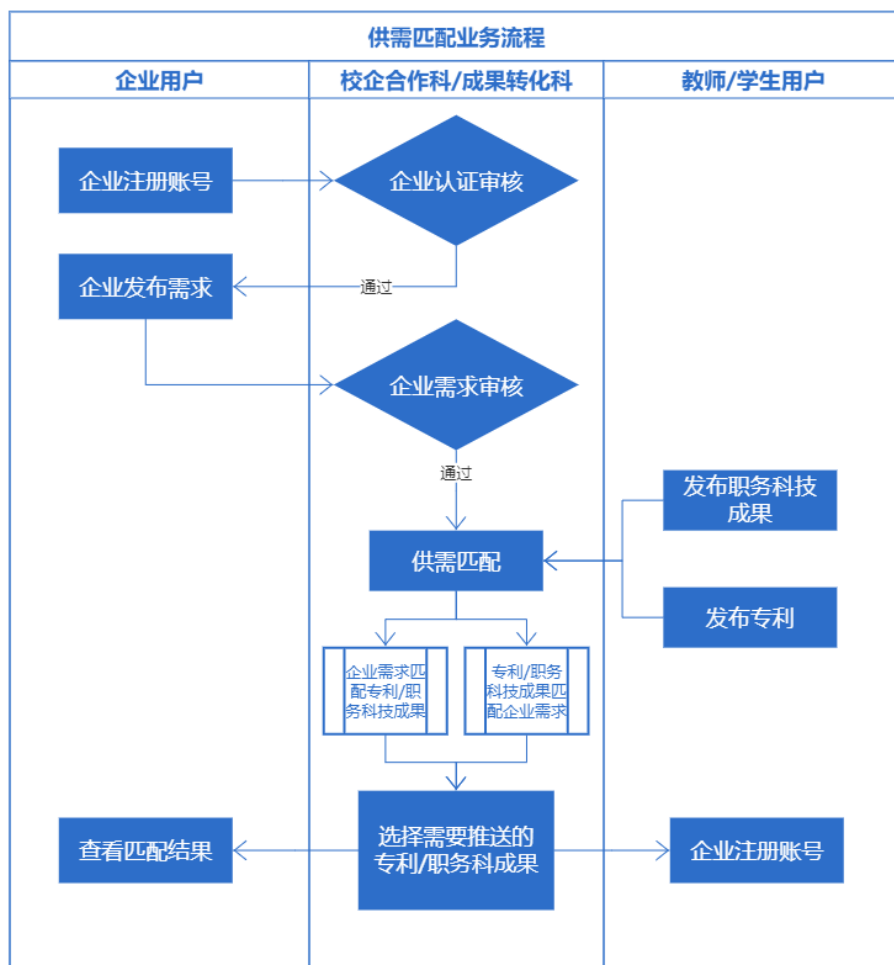 供需匹配业务流程
企业用户
校企合作科/成果转化科
教师/学生用户
企业注册账号
企业认证审核
企业发布需求
通过
企业需求审核
通过
发布职务科技
成果
供需匹配
发布专利
企业需求匹
配专利/职
务科技成果
专利/职务
科技成果匹
配企业需求
查看匹配结果
选择需要推送的
专利/职务科成果
企业注册账号